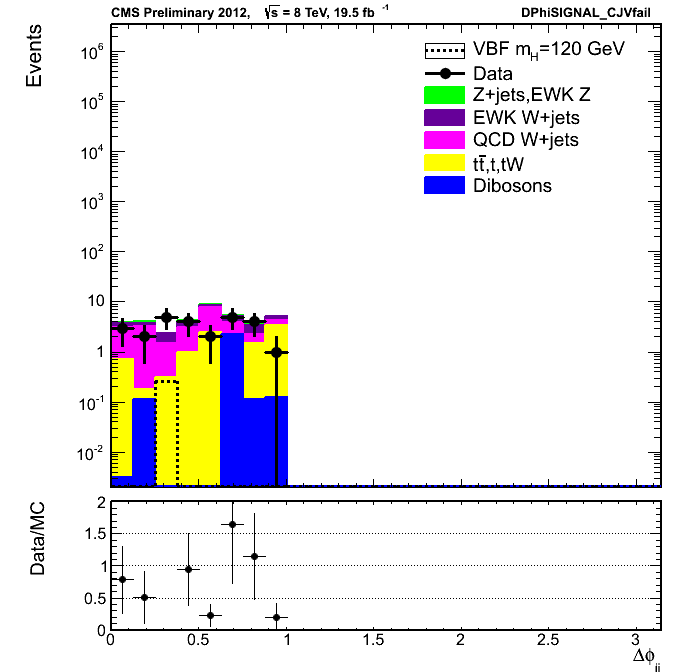 CMS Preliminary 2012, √s = 8 TeV, 19.5 fb⁻¹ DPhiSIGNAL_CJVfail
Events
VBF m_H=120 GeV
Data
Z+jets,EWK Z
EWK W+jets
QCD W+jets
tt̄,t,tW
Dibosons
10⁶
10⁵
10⁴
10³
10²
10
1
10⁻¹
10⁻²
Data/MC
2
1.5
1
0.5
0
0 0.5 1 1.5 2 2.5 3
Δϕ_jj